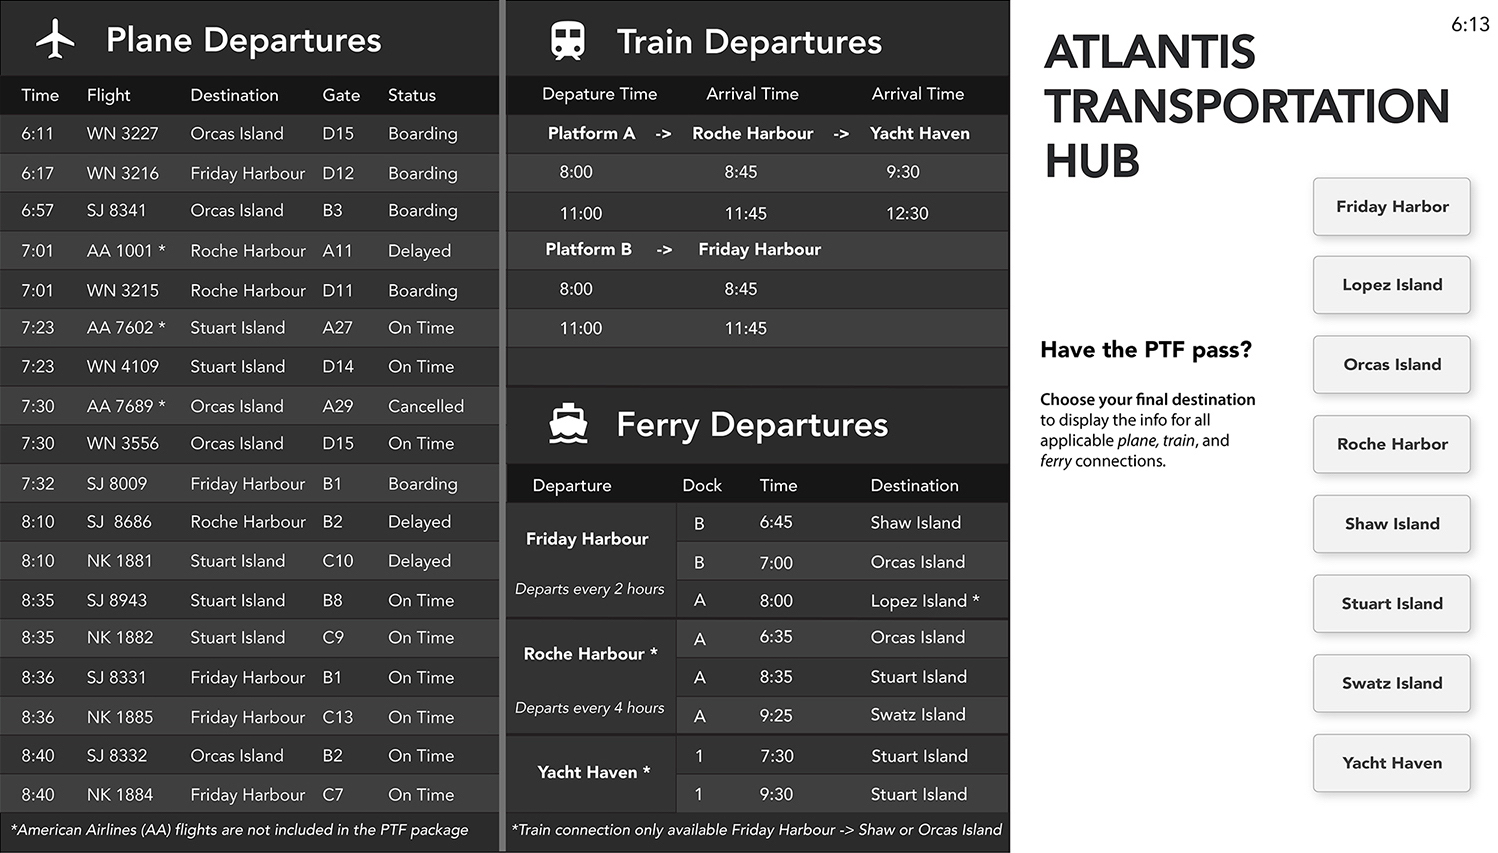 Plane Departures
Time Flight Destination Gate Status
6:11 WN 3227 Orcas Island D15 Boarding
6:17 WN 3216 Friday Harbour D12 Boarding
6:57 SJ 8341 Orcas Island B3 Boarding
7:01 AA 1001 * Roche Harbour A11 Delayed
7:01 WN 3215 Roche Harbour D11 Boarding
7:23 AA 7602 * Stuart Island A27 On Time
7:23 WN 4109 Stuart Island D14 On Time
7:30 AA 7689 * Orcas Island A29 Cancelled
7:30 WN 3556 Orcas Island D15 On Time
7:32 SJ 8009 Friday Harbour B1 Boarding
8:10 SJ 8686 Roche Harbour B2 Delayed
8:10 NK 1881 Stuart Island C10 Delayed
8:35 SJ 8943 Stuart Island B8 On Time
8:35 NK 1882 Stuart Island C9 On Time
8:36 SJ 8331 Friday Harbour B1 On Time
8:36 NK 1885 Friday Harbour C13 On Time
8:40 SJ 8332 Orcas Island B2 On Time
8:40 NK 1884 Friday Harbour C7 On Time
*American Airlines (AA) flights are not included in the PTF package
Train Departures
Depature Time Arrival Time Arrival Time
Platform A -> Roche Harbour -> Yacht Haven
8:00 8:45 9:30
11:00 11:45 12:30
Platform B -> Friday Harbour
8:00 8:45
11:00 11:45
Ferry Departures
Departure Dock Time Destination
Friday Harbour
Departs every 2 hours
B 6:45 Shaw Island
B 7:00 Orcas Island
A 8:00 Lopez Island *
Roche Harbour *
Departs every 4 hours
A 6:35 Orcas Island
A 8:35 Stuart Island
A 9:25 Swatz Island
Yacht Haven *
1 7:30 Stuart Island
1 9:30 Stuart Island
*Train connection only available Friday Harbour -> Shaw or Orcas Island
6:13
ATLANTIS
TRANSPORTATION
HUB
Have the PTF pass?
Choose your final destination
to display the info for all
applicable plane, train, and
ferry connections.
Friday Harbor
Lopez Island
Orcas Island
Roche Harbor
Shaw Island
Stuart Island
Swatz Island
Yacht Haven